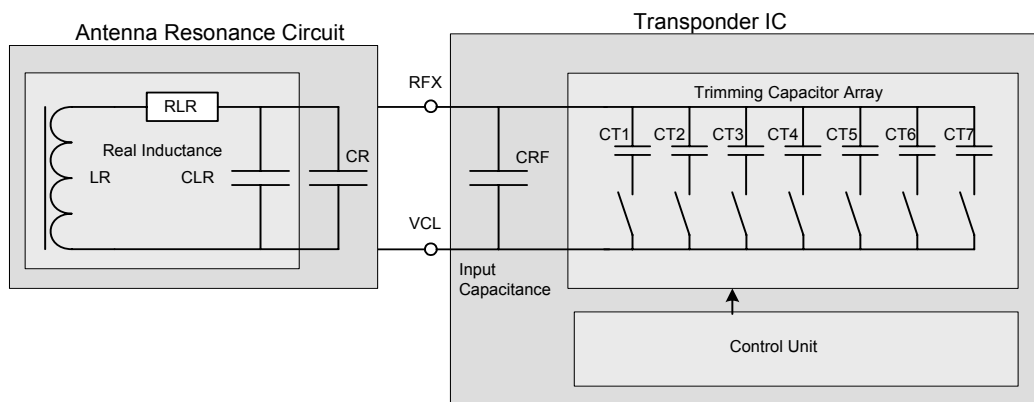 Antenna Resonance Circuit
Transponder IC
RFX
RLR
Real Inductance
LR
CLR
CR
VCL
CRF
Input
Capacitance
Trimming Capacitor Array
CT1 CT2 CT3 CT4 CT5 CT6 CT7
Control Unit